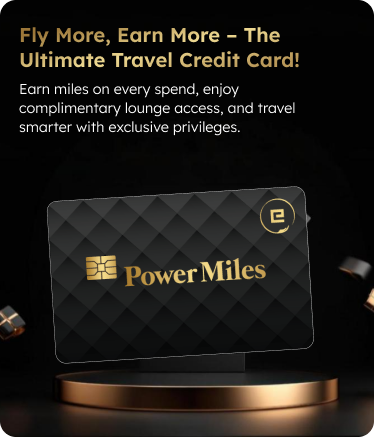 Fly More, Earn More – The
Ultimate Travel Credit Card!
Earn miles on every spend, enjoy
complimentary lounge access, and travel
smarter with exclusive privileges.
Power Miles